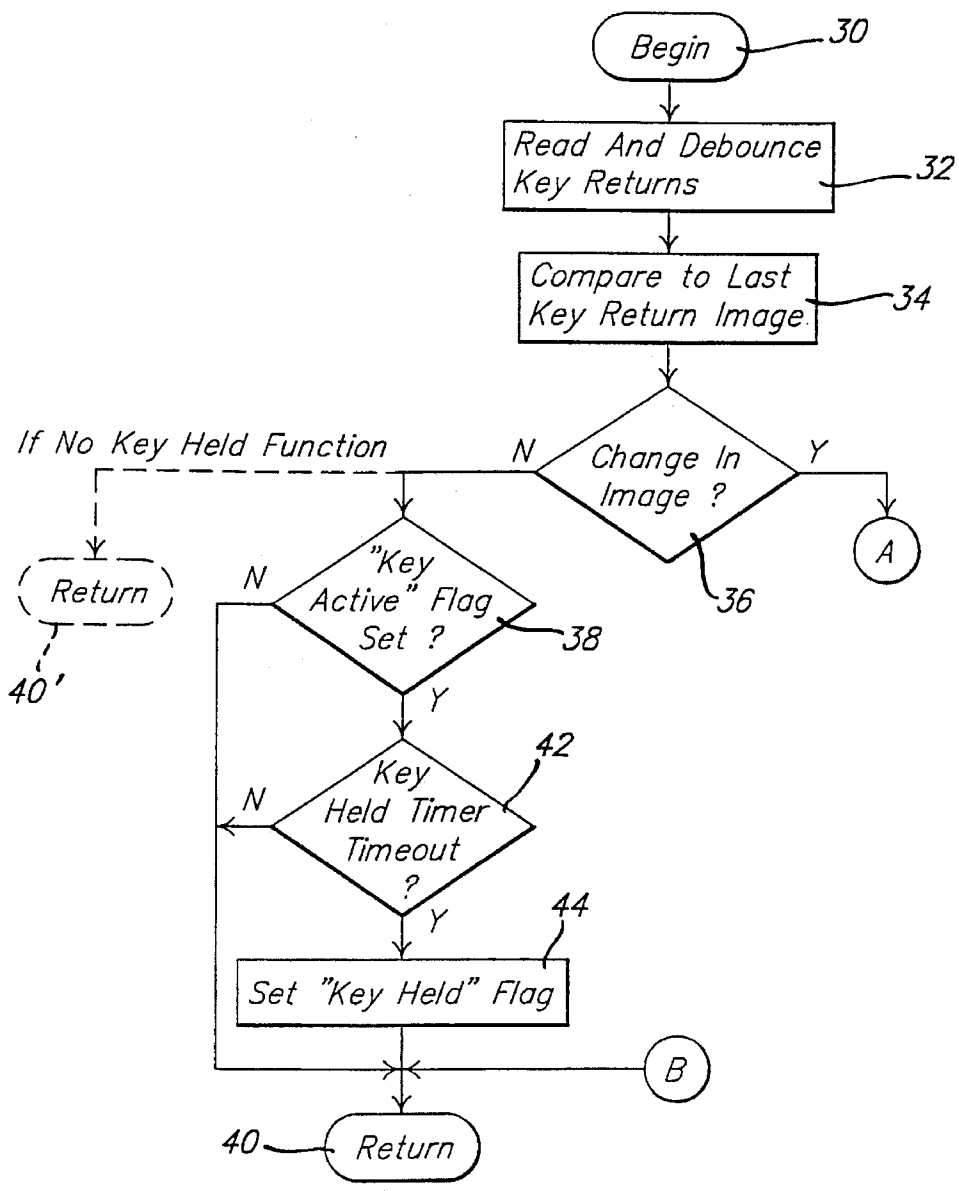 Begin
30
Read And Debounce
Key Returns
32
Compare to Last
Key Return Image
34
If No Key Held Function
N
Change In
Image ?
Y
36
A
Return
40'
N
"Key
Active" Flag
Set ?
38
Y
42
N
Key
Held Timer
Timeout
?
Y
44
Set "Key Held" Flag
B
40
Return